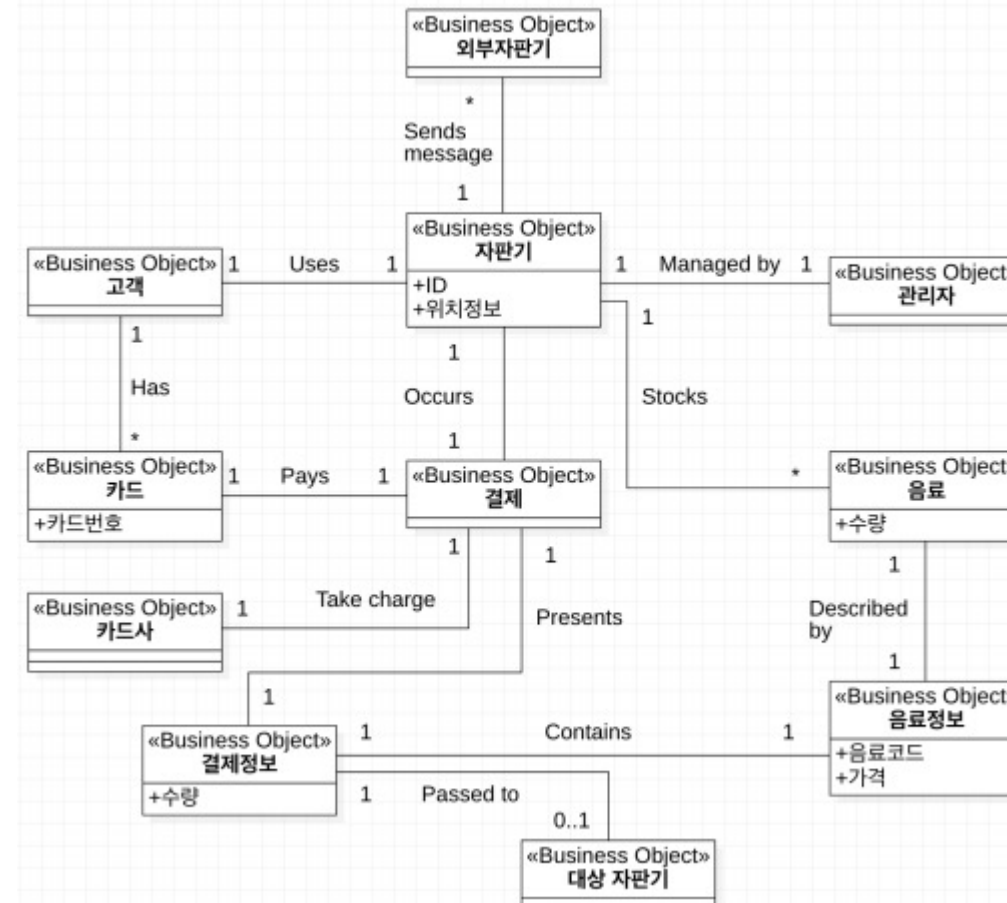 «Business Object»
외부자판기
*
Sends
message
1
«Business Object»
자판기
+ID
+위치정보
«Business Object»
고객
1
Uses
1
1
Managed by
1
«Business Object
관리자
1
Has
*
1
Occurs
1
1
Stocks
*
«Business Object»
카드
+카드번호
1
Pays
1
«Business Object»
결제
«Business Object
음료
+수량
«Business Object»
카드사
1
Take charge
1
1
Presents
1
1
Described
by
1
«Business Object»
결제정보
+수량
1
Contains
1
«Business Object
음료정보
+음료코드
+가격
1
Passed to
0..1
«Business Object»
대상 자판기